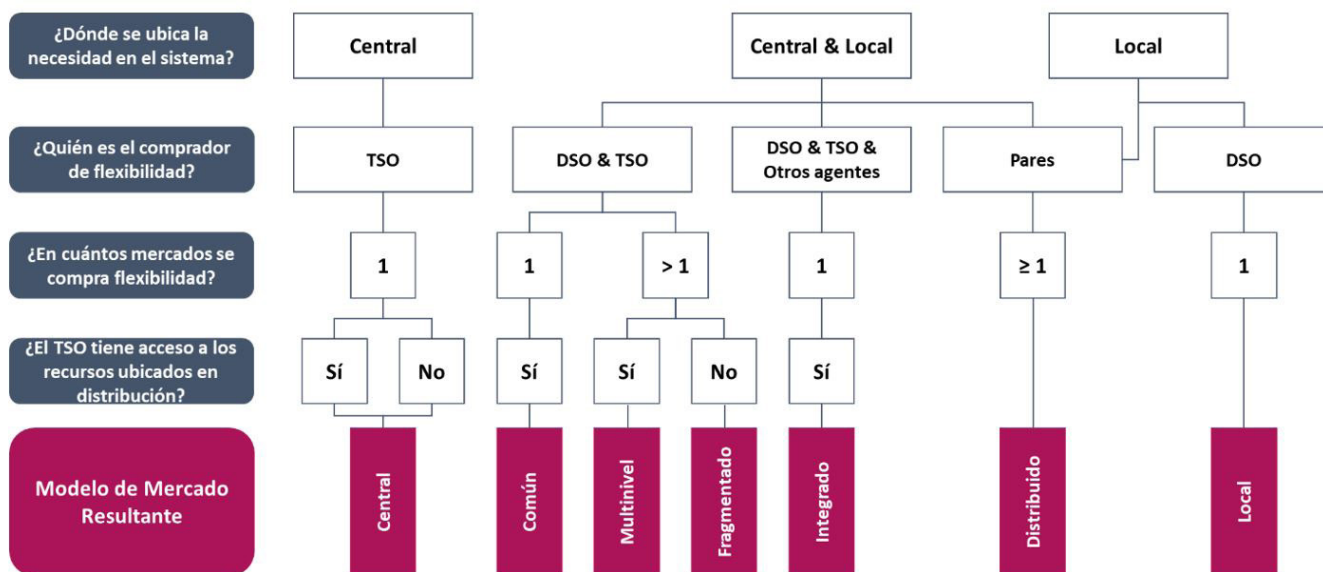 ¿Dónde se ubica la
necesidad en el sistema?
Central
Central & Local
Local
¿Quién es el comprador
de flexibilidad?
TSO
DSO & TSO
DSO & TSO &
Otros agentes
Pares
DSO
¿En cuántos mercados se
compra flexibilidad?
1
1
> 1
1
≥ 1
1
¿El TSO tiene acceso a los
recursos ubicados en
distribución?
Sí
No
Sí
Sí
No
Sí
Modelo de Mercado
Resultante
Central
Común
Multinivel
Fragmentado
Integrado
Distribuido
Local